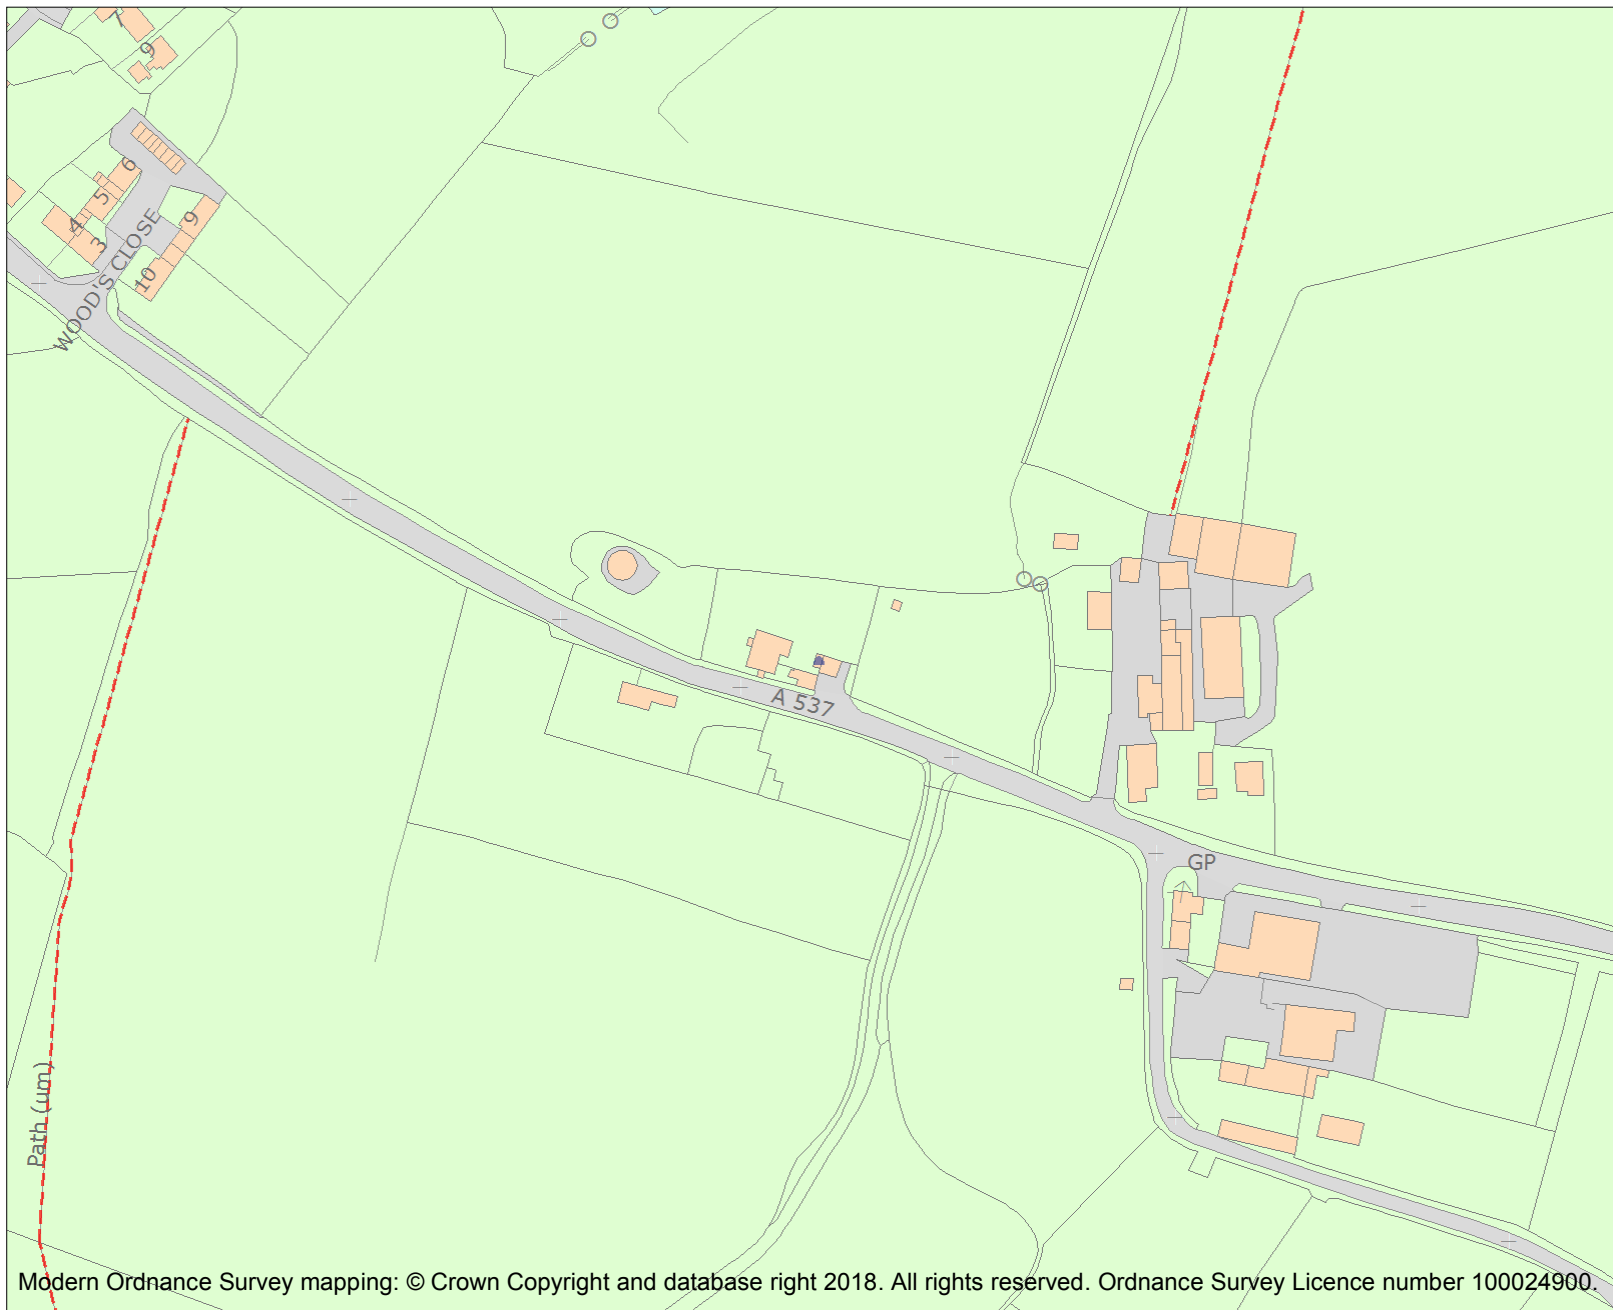 7
9
6
5
4
3
9
10
WOOD'S CLOSE
A 537
GP
Path (um)
Modern Ordnance Survey mapping: © Crown Copyright and database right 2018. All rights reserved. Ordnance Survey Licence number 100024900.